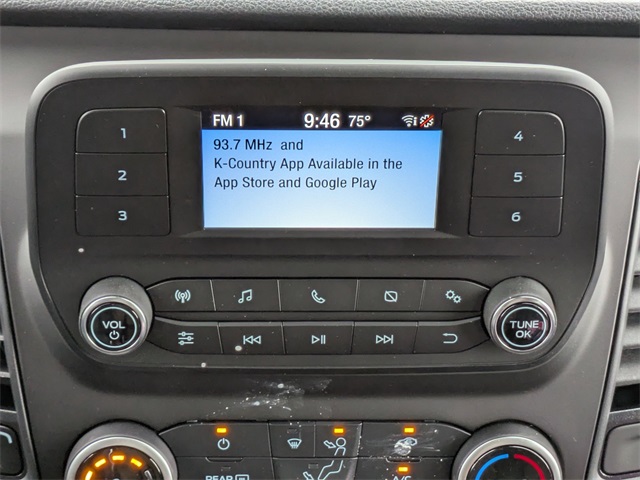 FM 1 9:46 75°
93.7 MHz and
K-Country App Available in the
App Store and Google Play
1
2
3
4
5
6
VOL
TUNE
OK
REAR
A/C